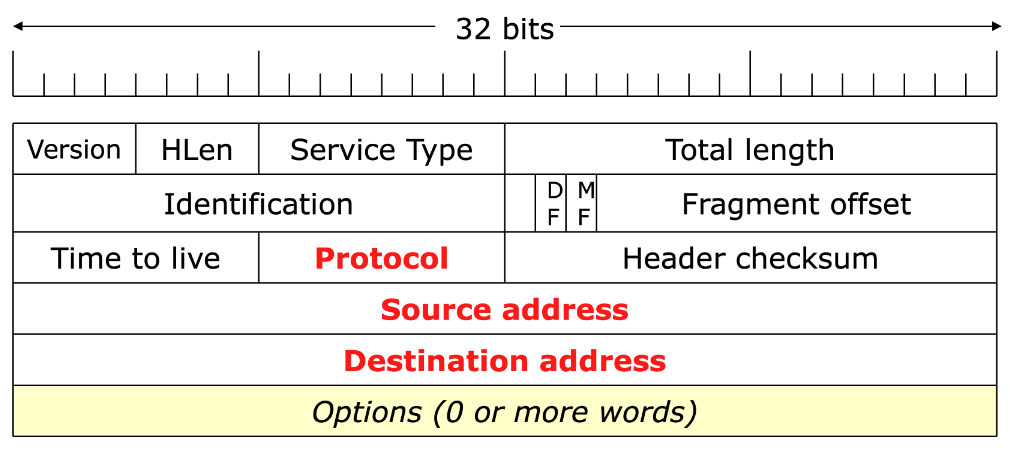 32 bits
Version HLen Service Type Total length
Identification DF MF Fragment offset
Time to live Protocol Header checksum
Source address
Destination address
Options (0 or more words)